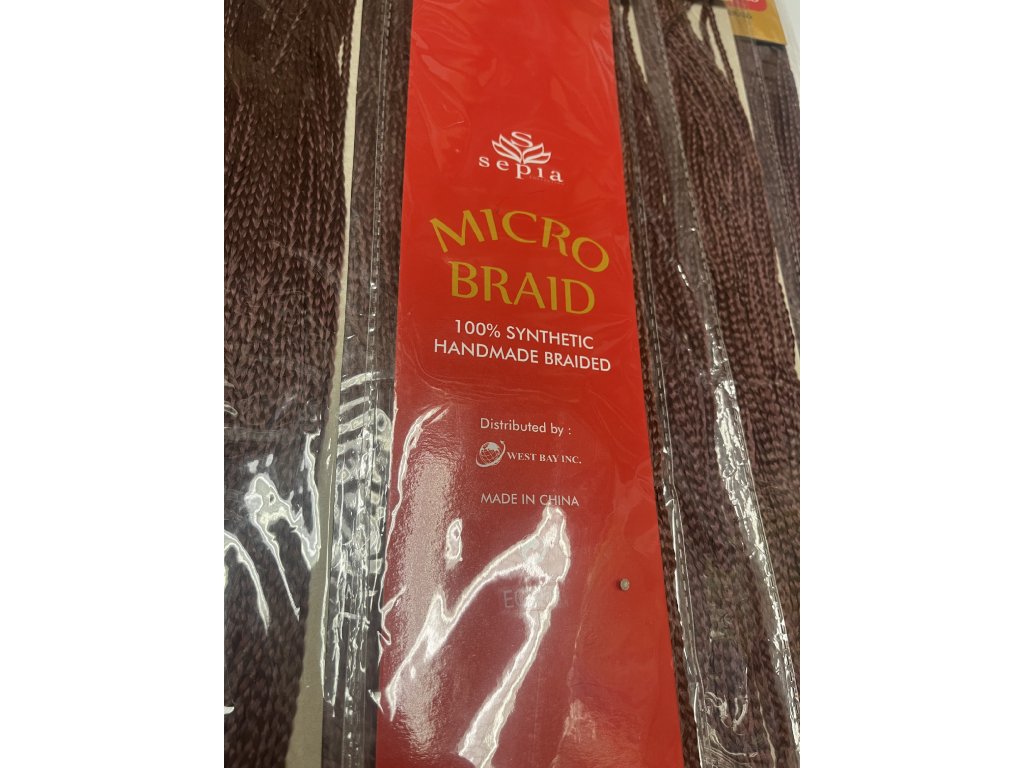 S
sepia
MICRO
BRAID
100% SYNTHETIC
HANDMADE BRAIDED
Distributed by :
WEST BAY INC.
MADE IN CHINA